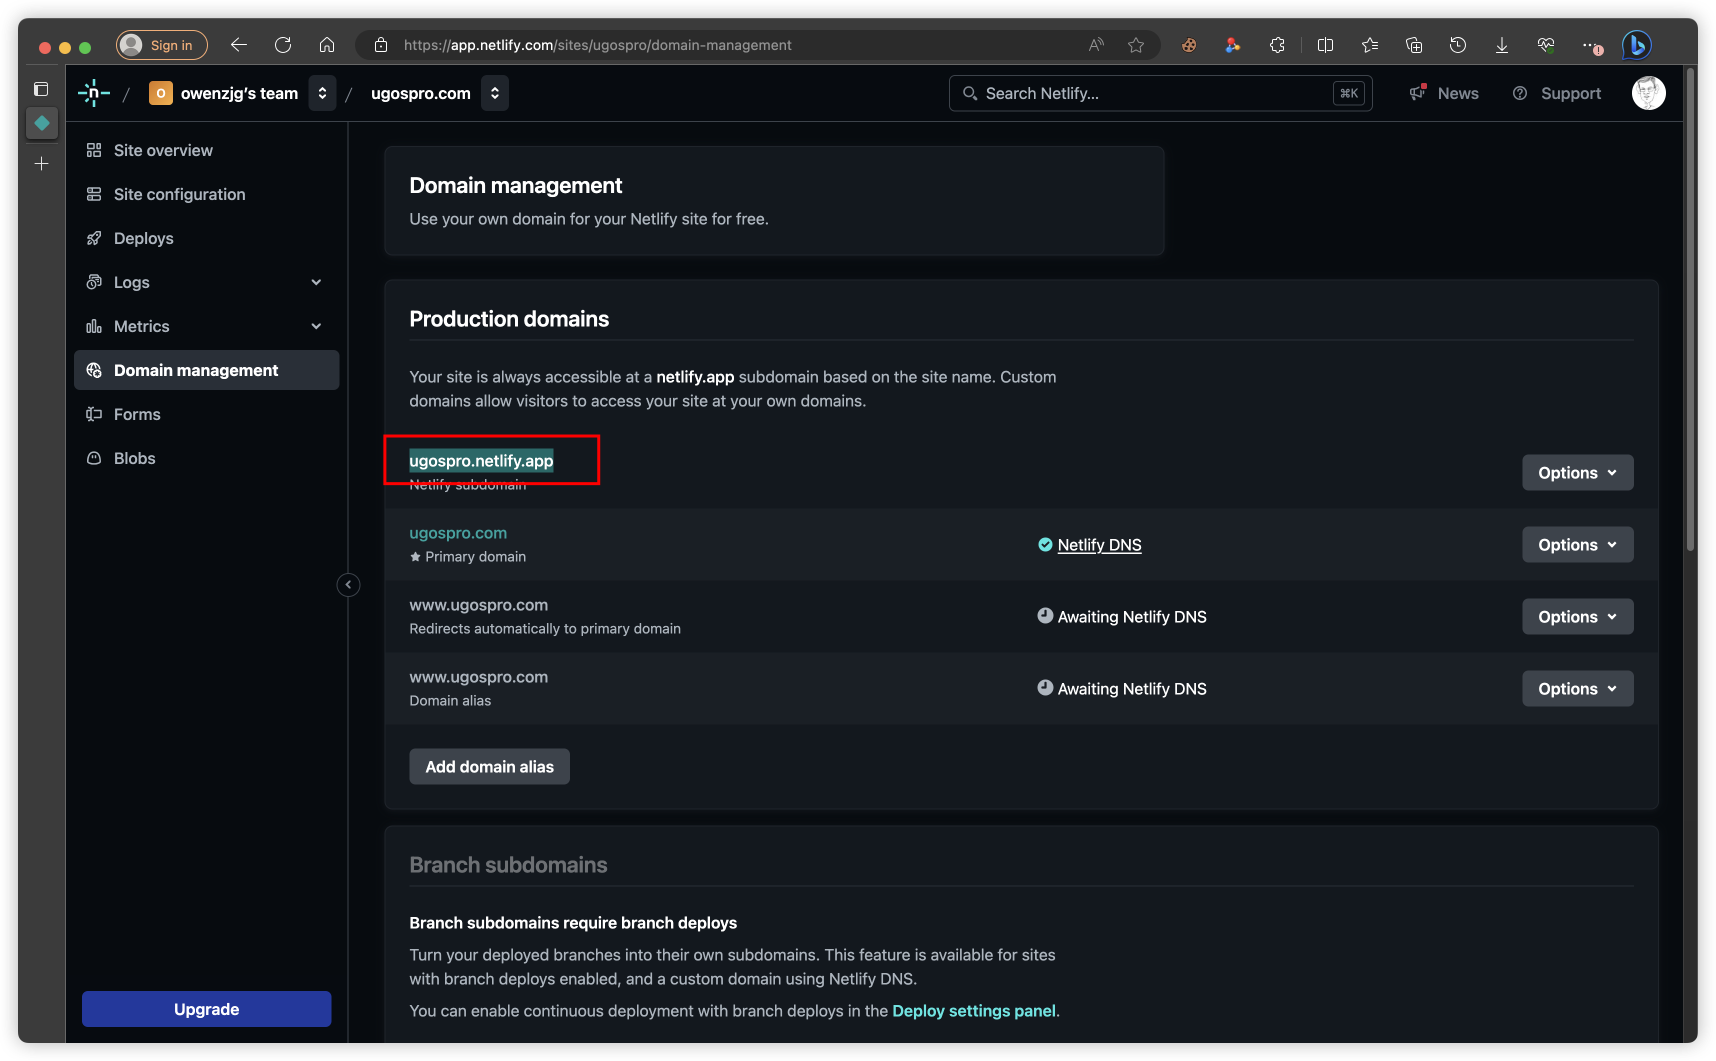 Sign in
https://app.netlify.com/sites/ugospro/domain-management
O owenzjg's team / ugospro.com
Search Netlify...
⌘K
News
Support
Site overview
Site configuration
Deploys
Logs
Metrics
Domain management
Forms
Blobs
Upgrade
Domain management
Use your own domain for your Netlify site for free.
Production domains
Your site is always accessible at a netlify.app subdomain based on the site name. Custom
domains allow visitors to access your site at your own domains.
ugospro.netlify.app
Netlify subdomain
Options
ugospro.com
Primary domain
Netlify DNS
Options
www.ugospro.com
Redirects automatically to primary domain
Awaiting Netlify DNS
Options
www.ugospro.com
Domain alias
Awaiting Netlify DNS
Options
Add domain alias
Branch subdomains
Branch subdomains require branch deploys
Turn your deployed branches into their own subdomains. This feature is available for sites
with branch deploys enabled, and a custom domain using Netlify DNS.
You can enable continuous deployment with branch deploys in the Deploy settings panel.